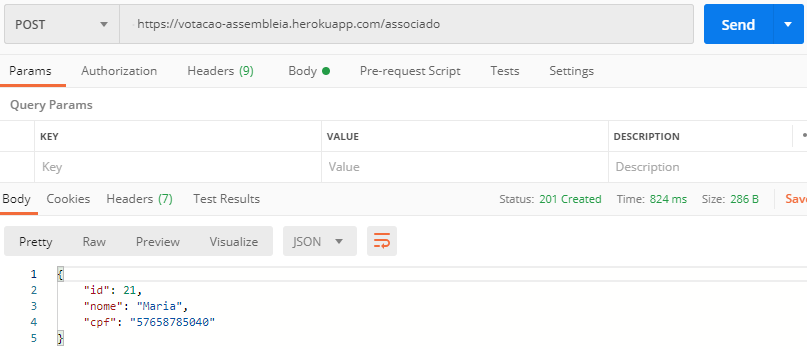 POST https://votacao-assembleia.herokuapp.com/associado Send
Params Authorization Headers (9) Body Pre-request Script Tests Settings
Query Params
KEY VALUE DESCRIPTION
Key Value Description
Body Cookies Headers (7) Test Results Status: 201 Created Time: 824 ms Size: 286 B
Pretty Raw Preview Visualize JSON
1 {
2 "id": 21,
3 "nome": "Maria",
4 "cpf": "57658785040"
5 }